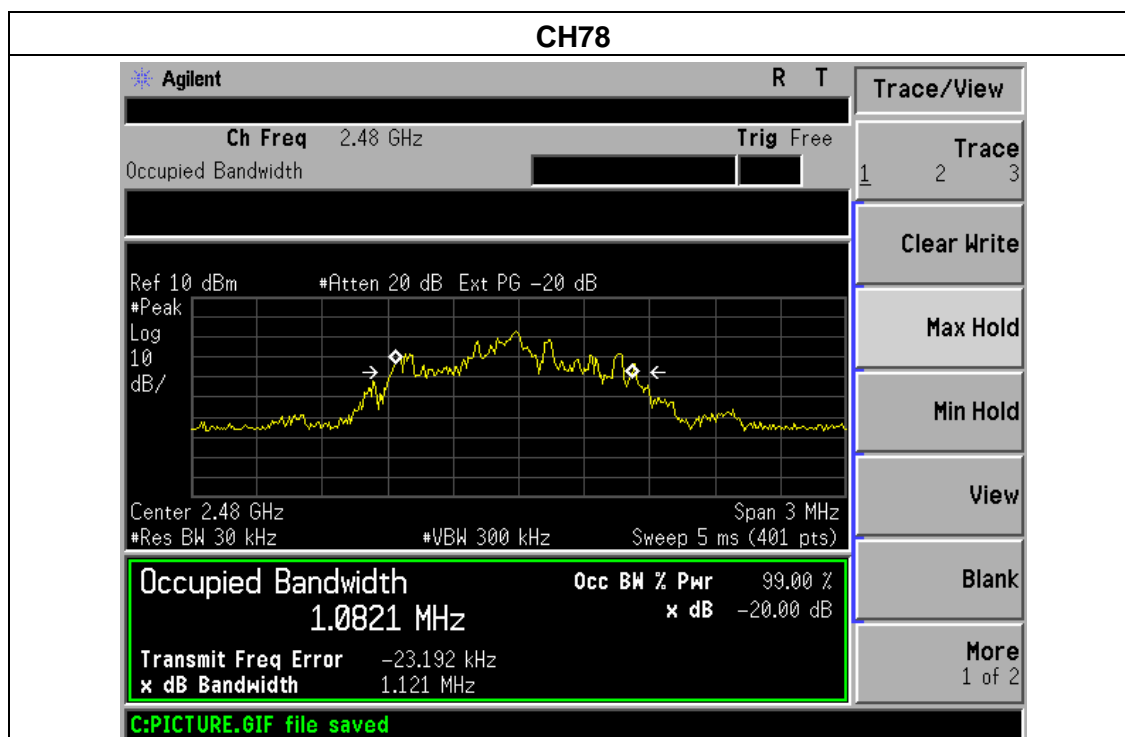 CH78
Agilent R T
Trace/View
Ch Freq 2.48 GHz Trig Free
Occupied Bandwidth
Trace
1 2 3
Clear Write
Ref 10 dBm #Atten 20 dB Ext PG -20 dB
#Peak
Log
10
dB/
Max Hold
Min Hold
View
Center 2.48 GHz Span 3 MHz
#Res BW 30 kHz #VBW 300 kHz Sweep 5 ms (401 pts)
Occupied Bandwidth Occ BW % Pwr 99.00 %
1.0821 MHz x dB -20.00 dB
Blank
Transmit Freq Error -23.192 kHz
x dB Bandwidth 1.121 MHz
More
1 of 2
C:PICTURE.GIF file saved